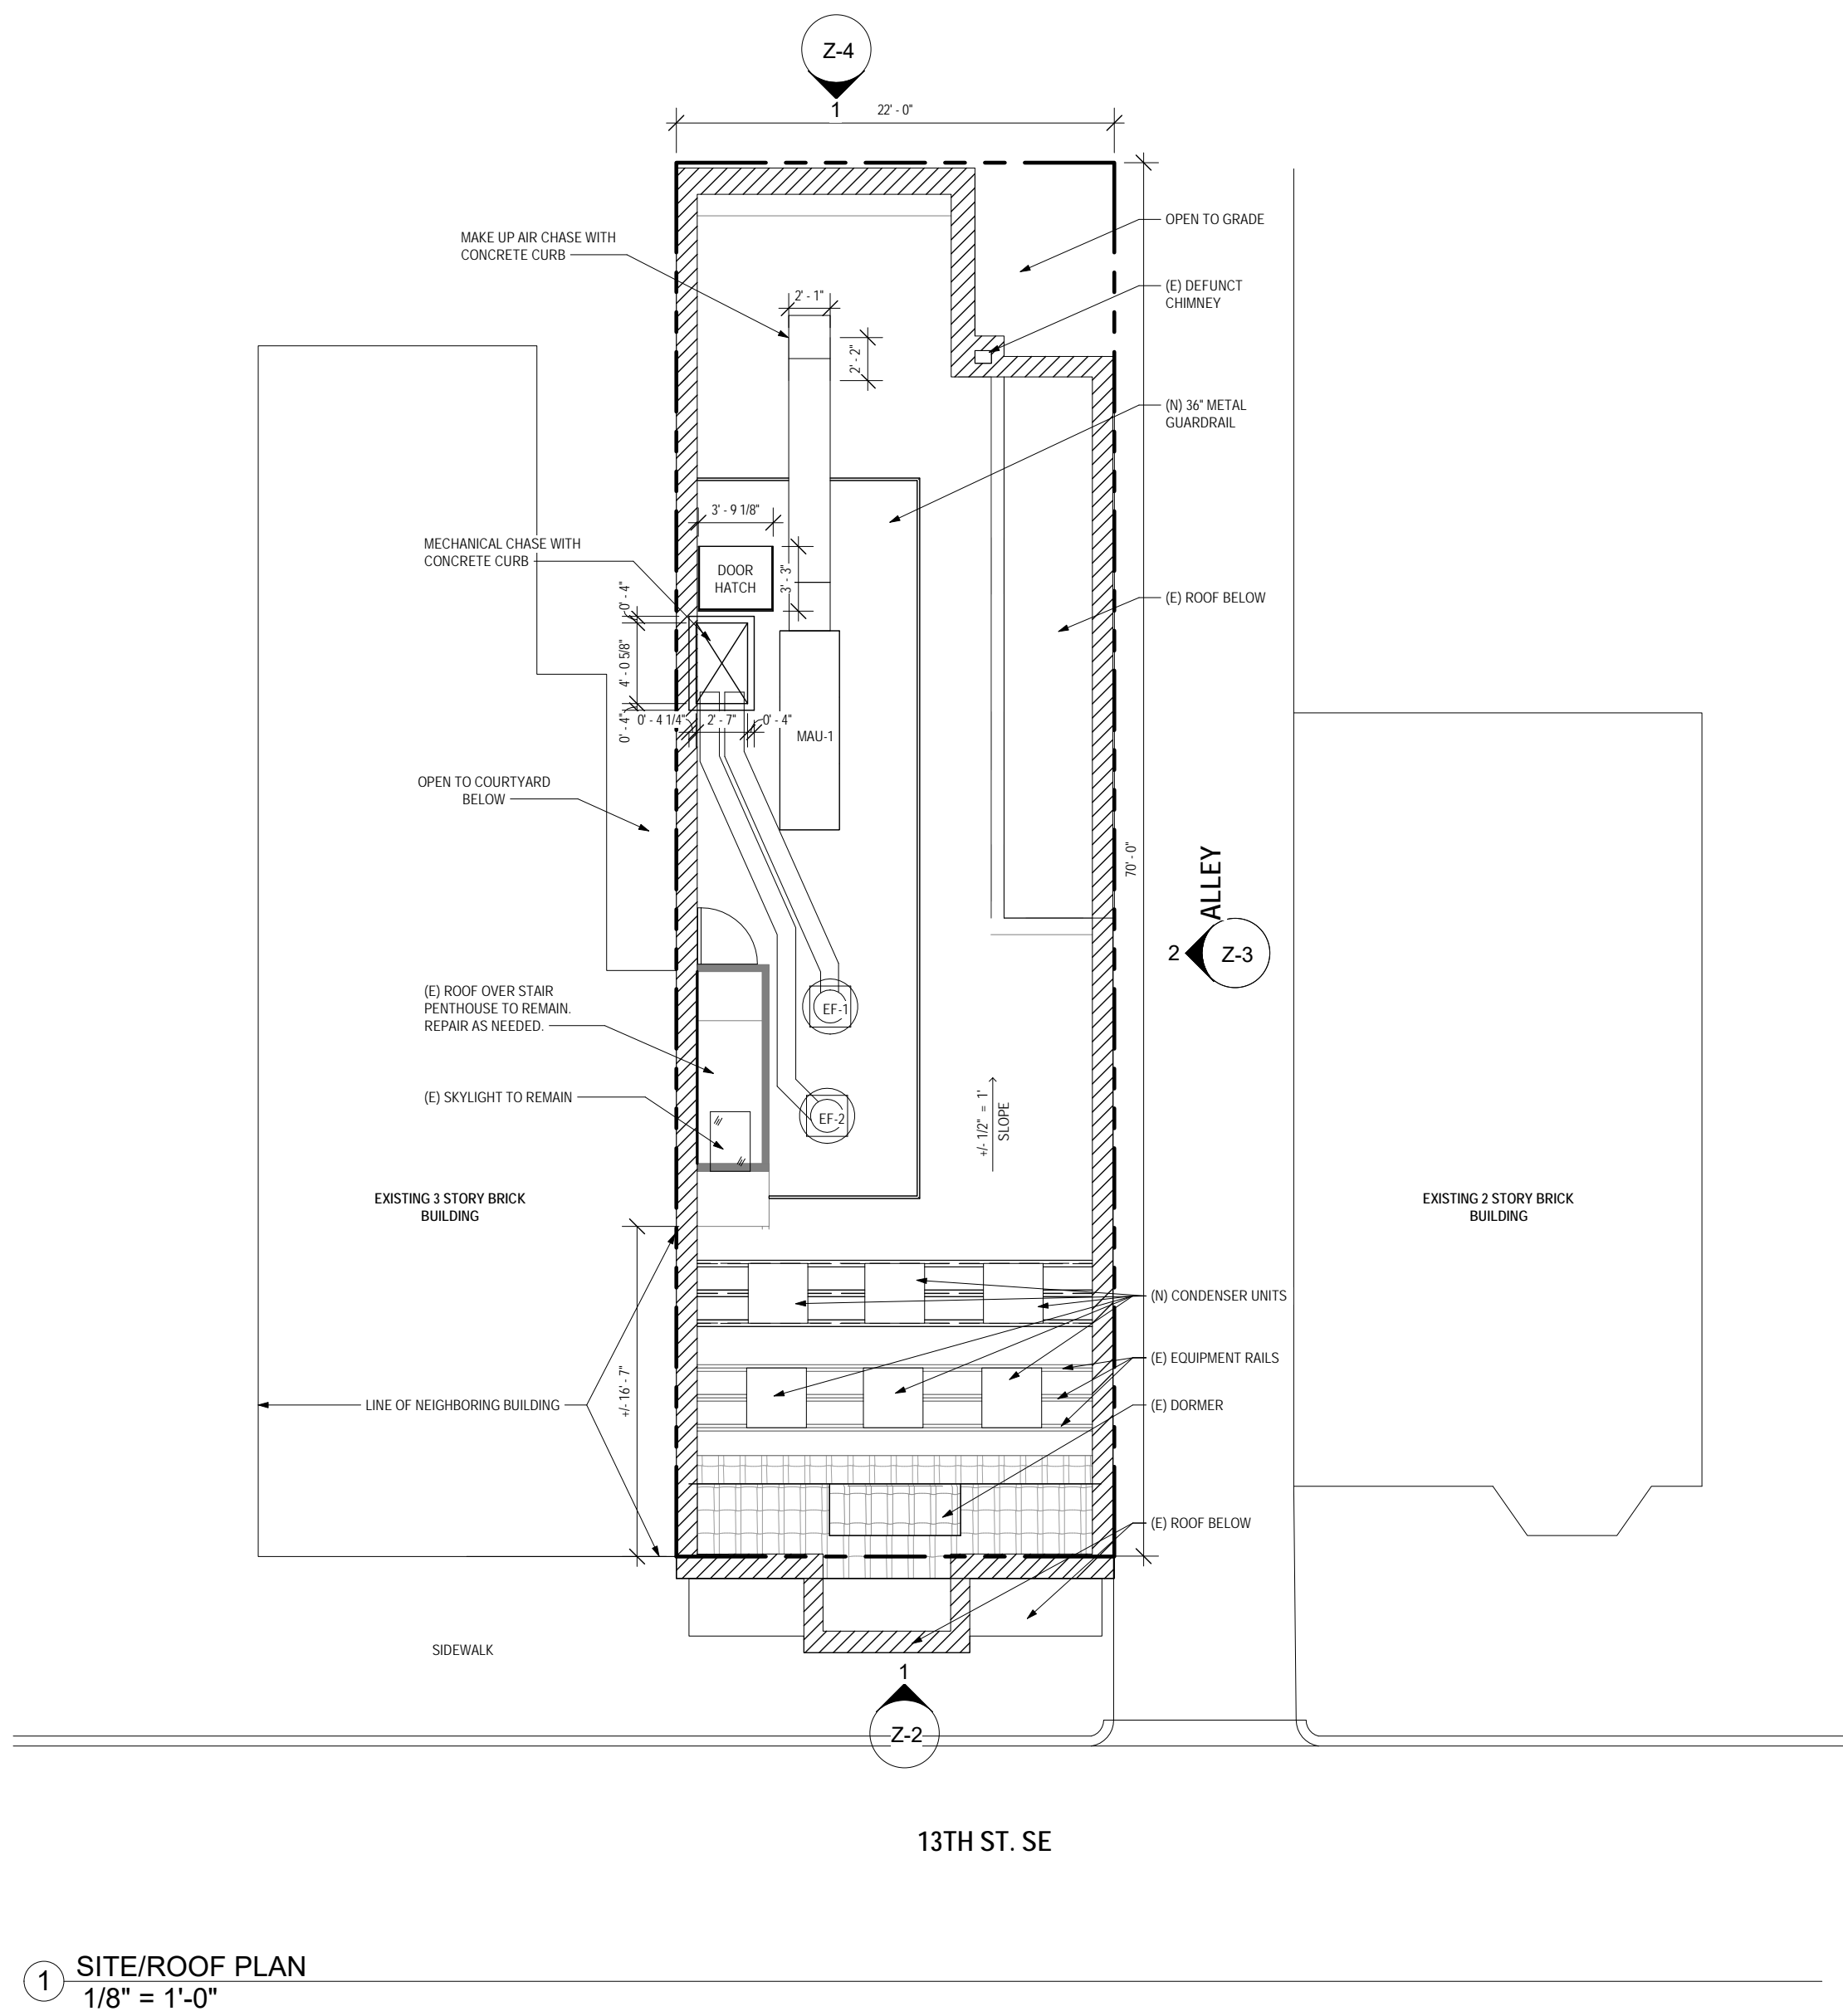 Z-4
1
22' - 0"
OPEN TO GRADE
MAKE UP AIR CHASE WITH
CONCRETE CURB
(E) DEFUNCT
CHIMNEY
2' - 1"
2' - 2"
(N) 36" METAL
GUARDRAIL
3' - 9 1/8"
MECHANICAL CHASE WITH
CONCRETE CURB
DOOR
HATCH
3' - 3"
(E) ROOF BELOW
0' - 4"
4' - 0 5/8"
0' - 4"
0' - 4 1/4"
2' - 7"
0' - 4"
MAU-1
OPEN TO COURTYARD
BELOW
70' - 0"
ALLEY
2
Z-3
(E) ROOF OVER STAIR
PENTHOUSE TO REMAIN.
REPAIR AS NEEDED.
EF-1
(E) SKYLIGHT TO REMAIN
EF-2
+/- 1/2" = 1'
SLOPE
EXISTING 3 STORY BRICK
BUILDING
EXISTING 2 STORY BRICK
BUILDING
(N) CONDENSER UNITS
(E) EQUIPMENT RAILS
+/- 16' - 7"
LINE OF NEIGHBORING BUILDING
(E) DORMER
(E) ROOF BELOW
SIDEWALK
1
Z-2
13TH ST. SE
1
SITE/ROOF PLAN
1/8" = 1'-0"